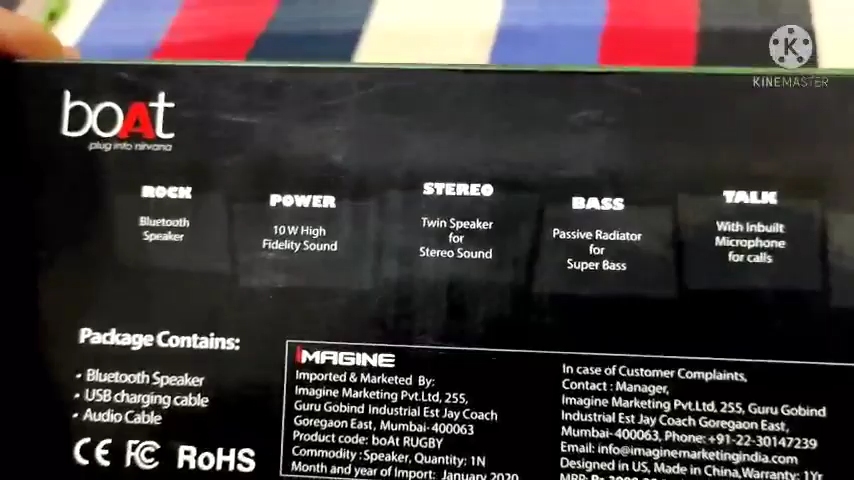 K
KINEMASTER
boAt
plug into nirvana
ROCK
Bluetooth
Speaker
POWER
10 W High
Fidelity Sound
STEREO
Twin Speaker
for
Stereo Sound
BASS
Passive Radiator
for
Super Bass
TALK
With Inbuilt
Microphone
for calls
Package Contains:
• Bluetooth Speaker
• USB charging cable
• Audio Cable
CE FC RoHS
IMAGINE
Imported & Marketed By:
Imagine Marketing Pvt.Ltd, 255,
Guru Gobind Industrial Est Jay Coach
Goregaon East, Mumbai-400063
Product code: boAt RUGBY
Commodity : Speaker, Quantity: 1N
Month and year of Import: January 2020
In case of Customer Complaints,
Contact : Manager,
Imagine Marketing Pvt.Ltd, 255, Guru Gobind
Industrial Est Jay Coach Goregaon East,
Mumbai-400063, Phone: +91-22-30147239
Email: info@imaginemarketingindia.com
Designed in US, Made in China, Warranty: 1Yr